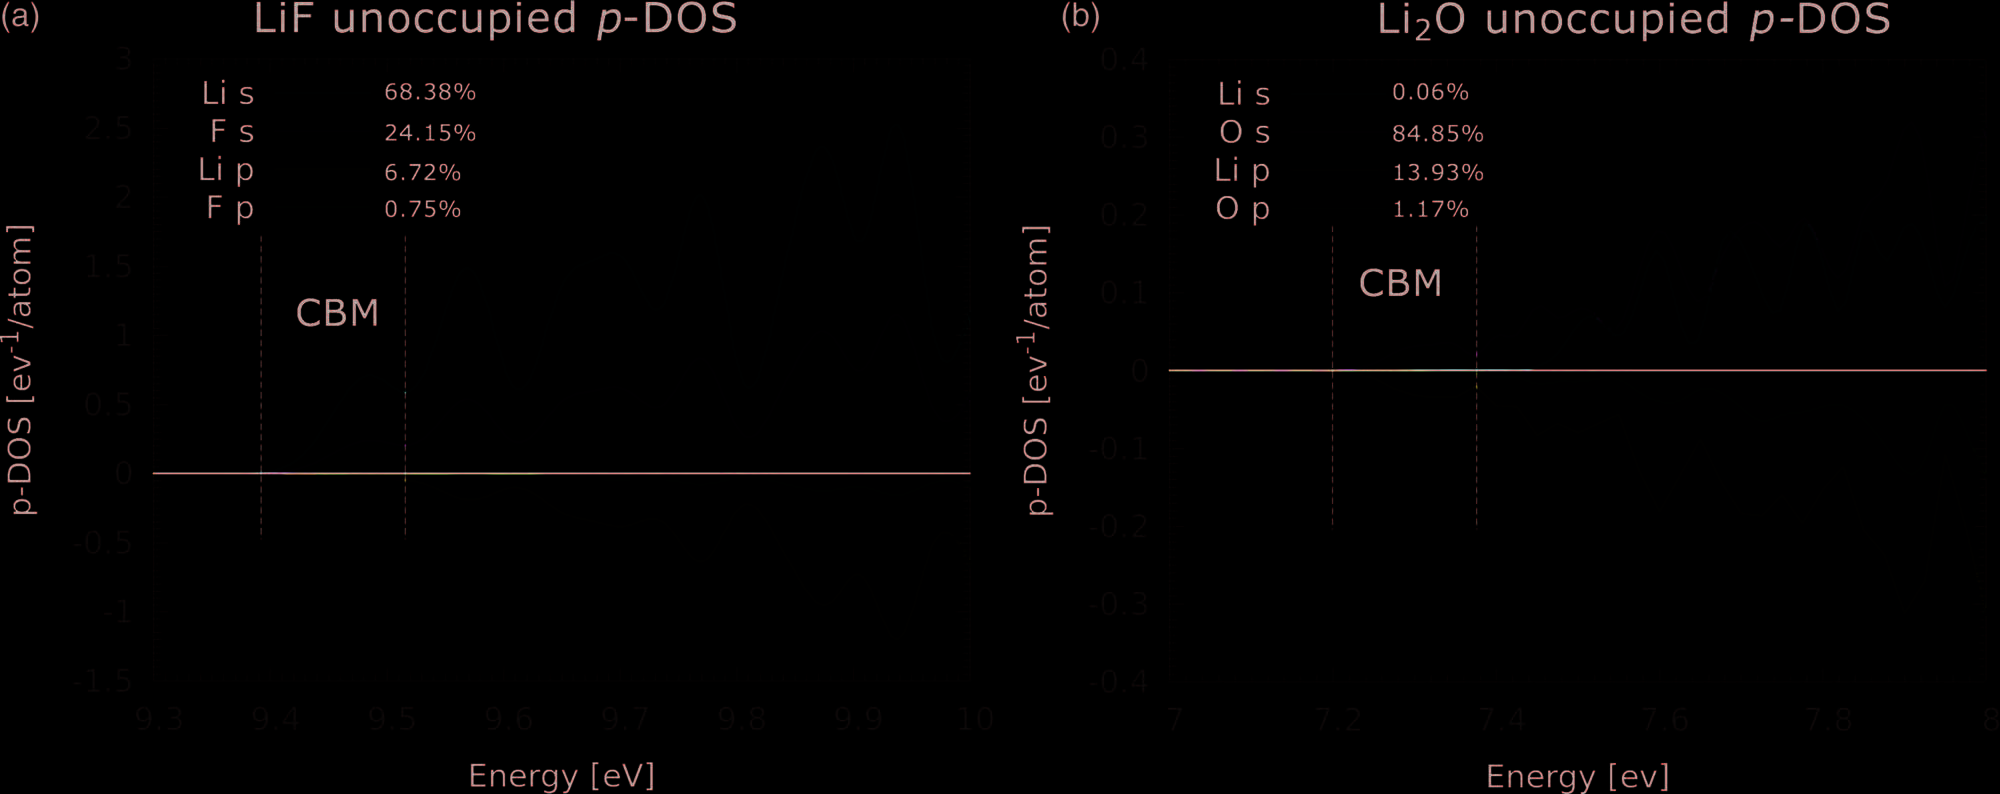 (a)
LiF unoccupied p-DOS
3
2.5
2
1.5
1
0.5
0
-0.5
-1
-1.5
Li s 68.38%
F s 24.15%
Li p 6.72%
F p 0.75%
CBM
p-DOS [ev-1/atom]
9.3 9.4 9.5 9.6 9.7 9.8 9.9 10
Energy [eV]
(b)
Li2O unoccupied p-DOS
0.4
0.3
0.2
0.1
0
-0.1
-0.2
-0.3
-0.4
Li s 0.06%
O s 84.85%
Li p 13.93%
O p 1.17%
CBM
p-DOS [ev-1/atom]
7 7.2 7.4 7.6 7.8 8
Energy [ev]